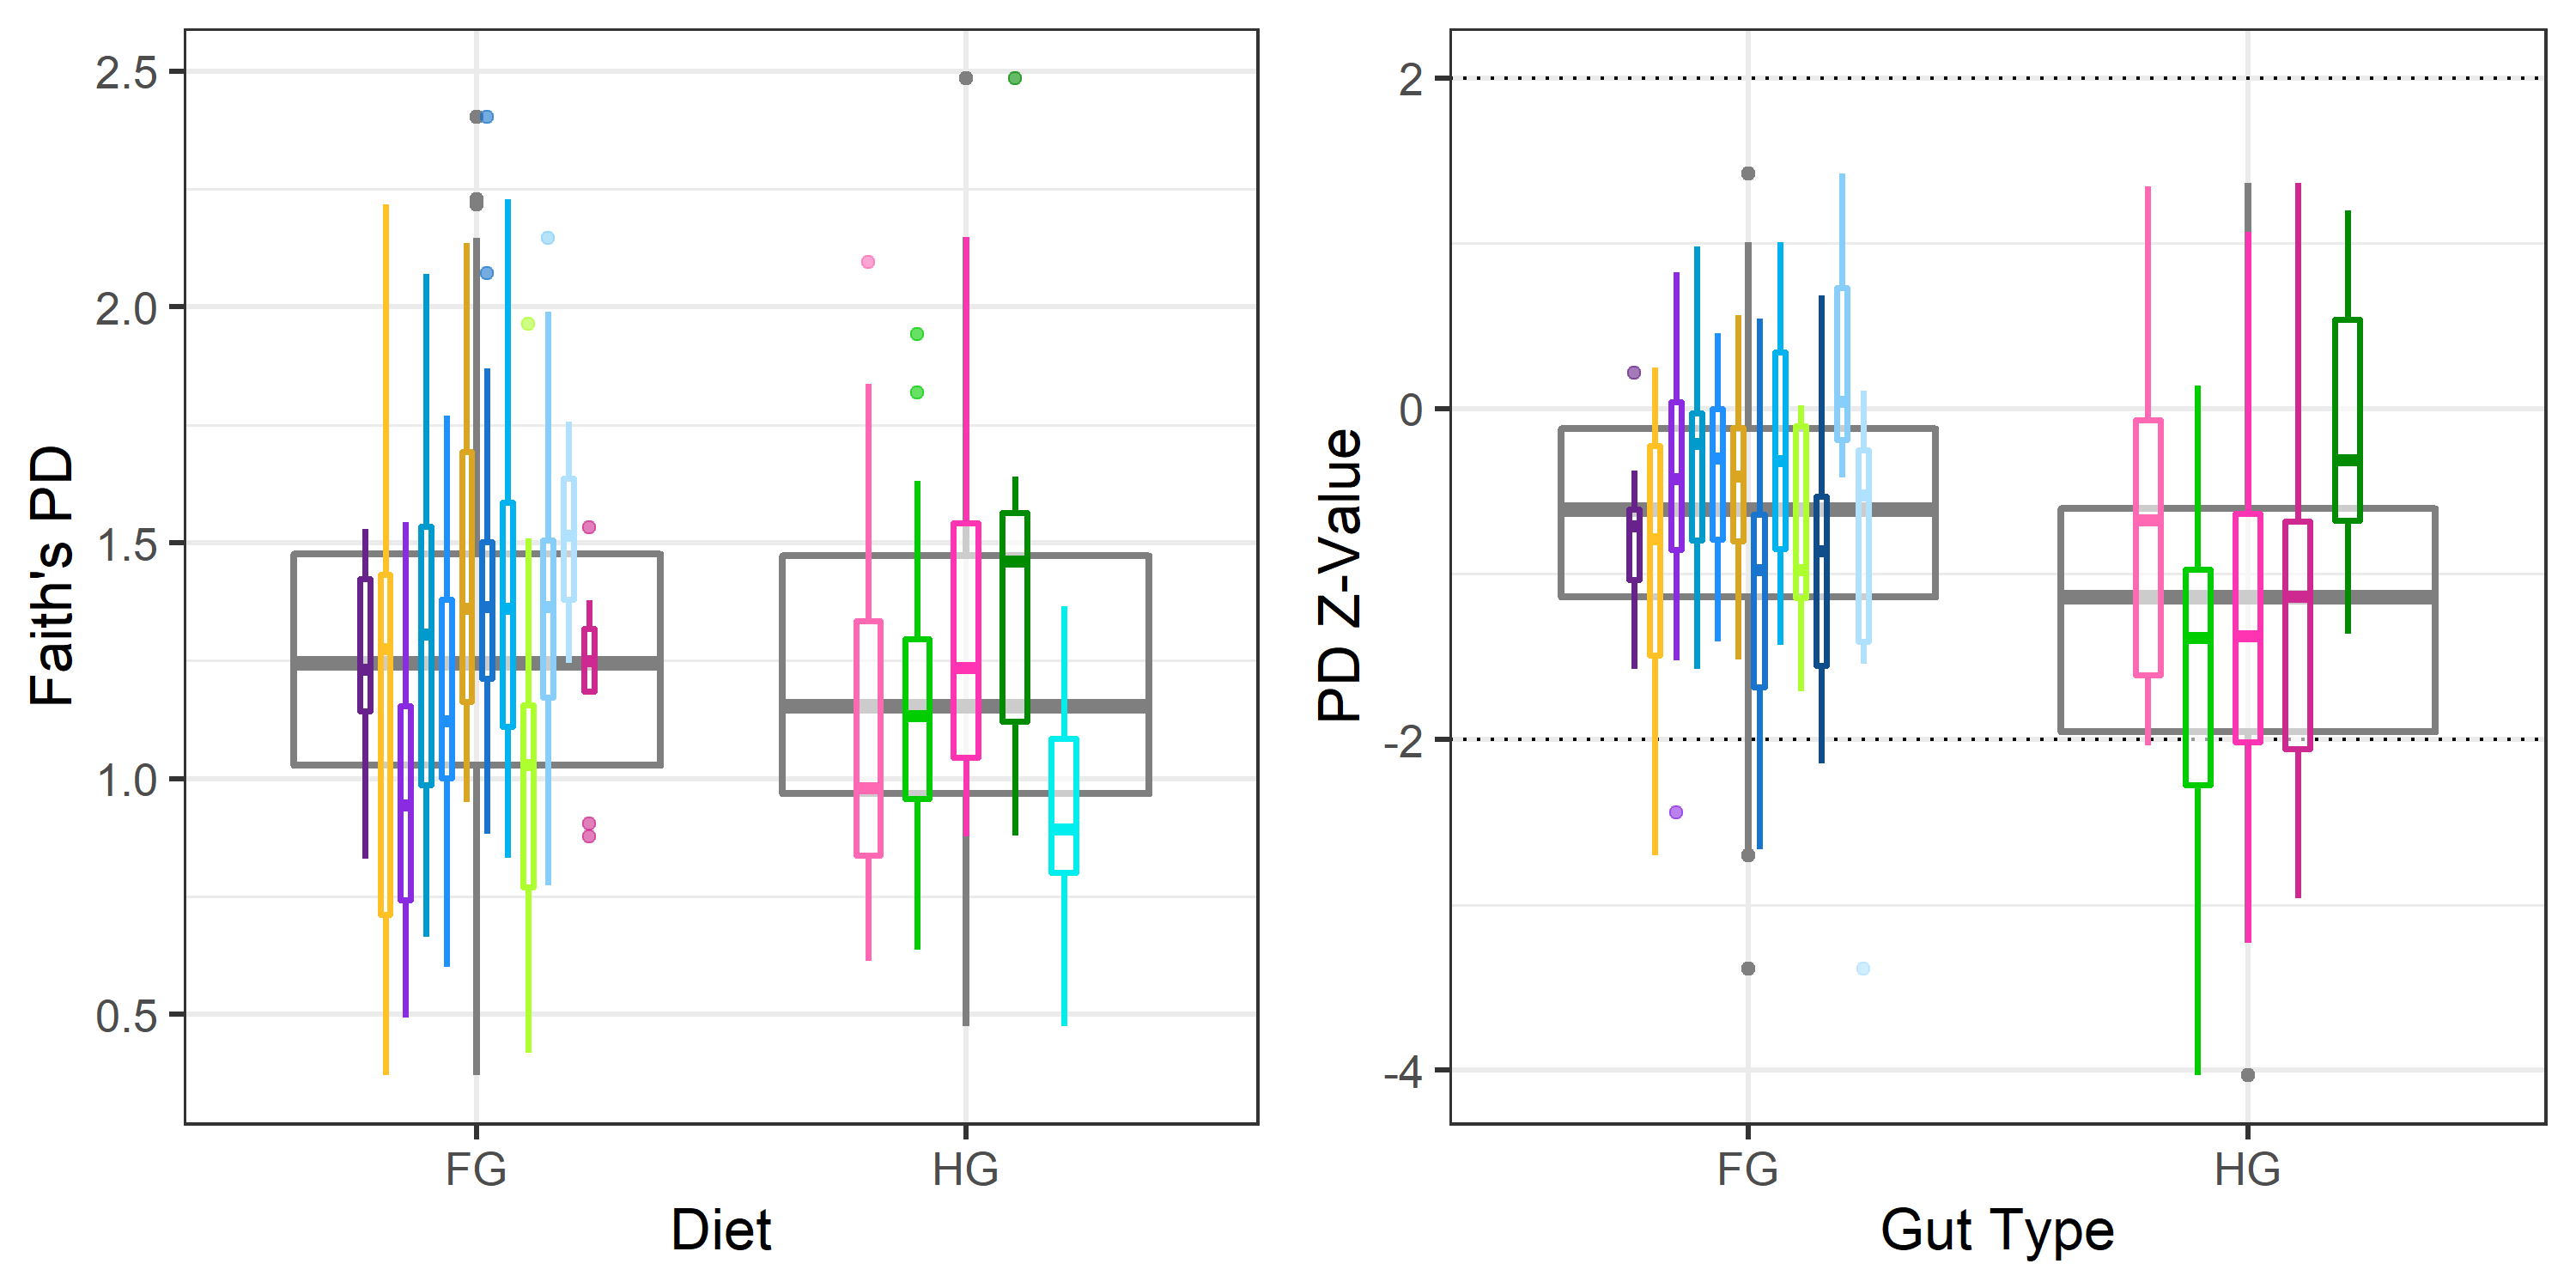 Faith's PD
2.5
2.0
1.5
1.0
0.5
FG
HG
Diet
PD Z-Value
2
0
-2
-4
FG
HG
Gut Type